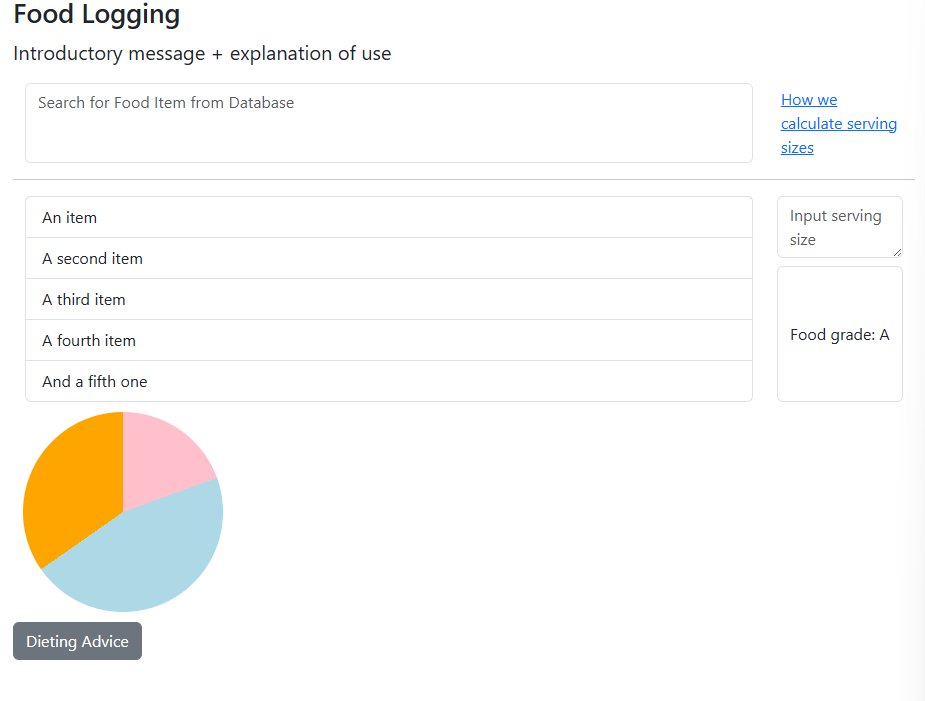 Food Logging
Introductory message + explanation of use
Search for Food Item from Database
How we
calculate serving
sizes
An item
A second item
A third item
A fourth item
And a fifth one
Input serving
size
Food grade: A
Dieting Advice